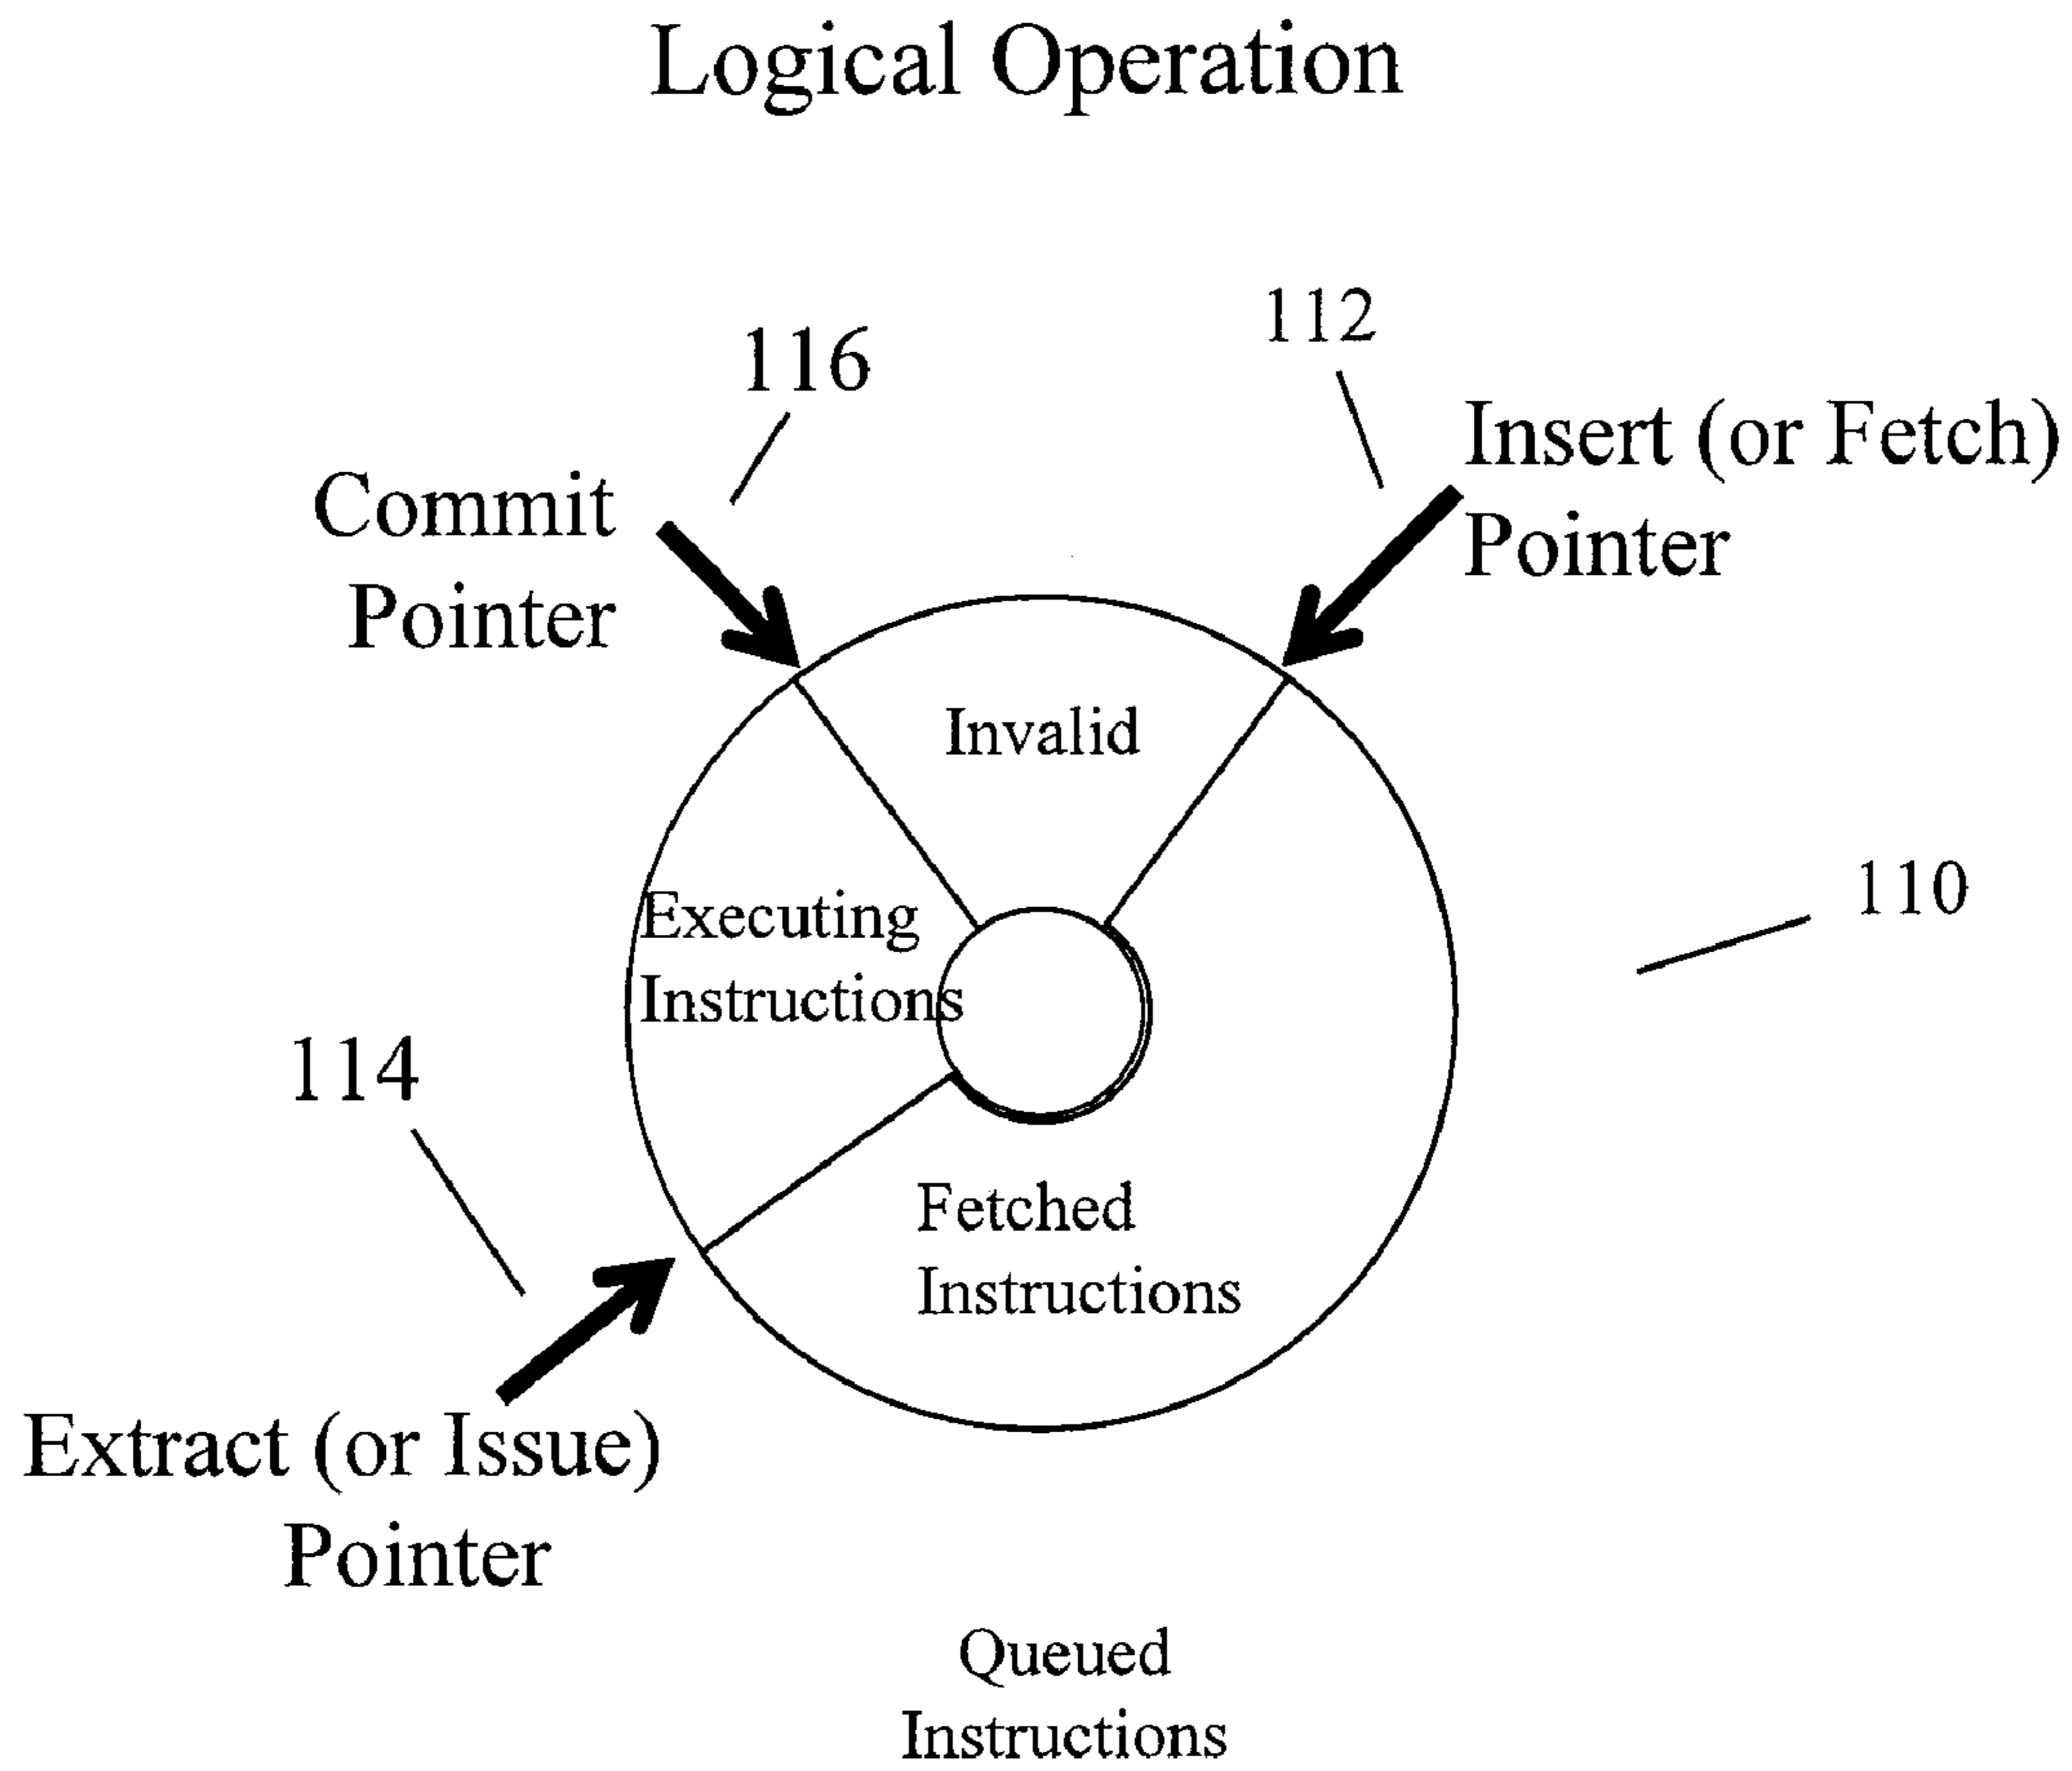 Logical Operation
112
116
Insert (or Fetch)
Pointer
Commit
Pointer
Invalid
110
Executing
Instructions
114
Fetched
Instructions
Extract (or Issue)
Pointer
Queued
Instructions